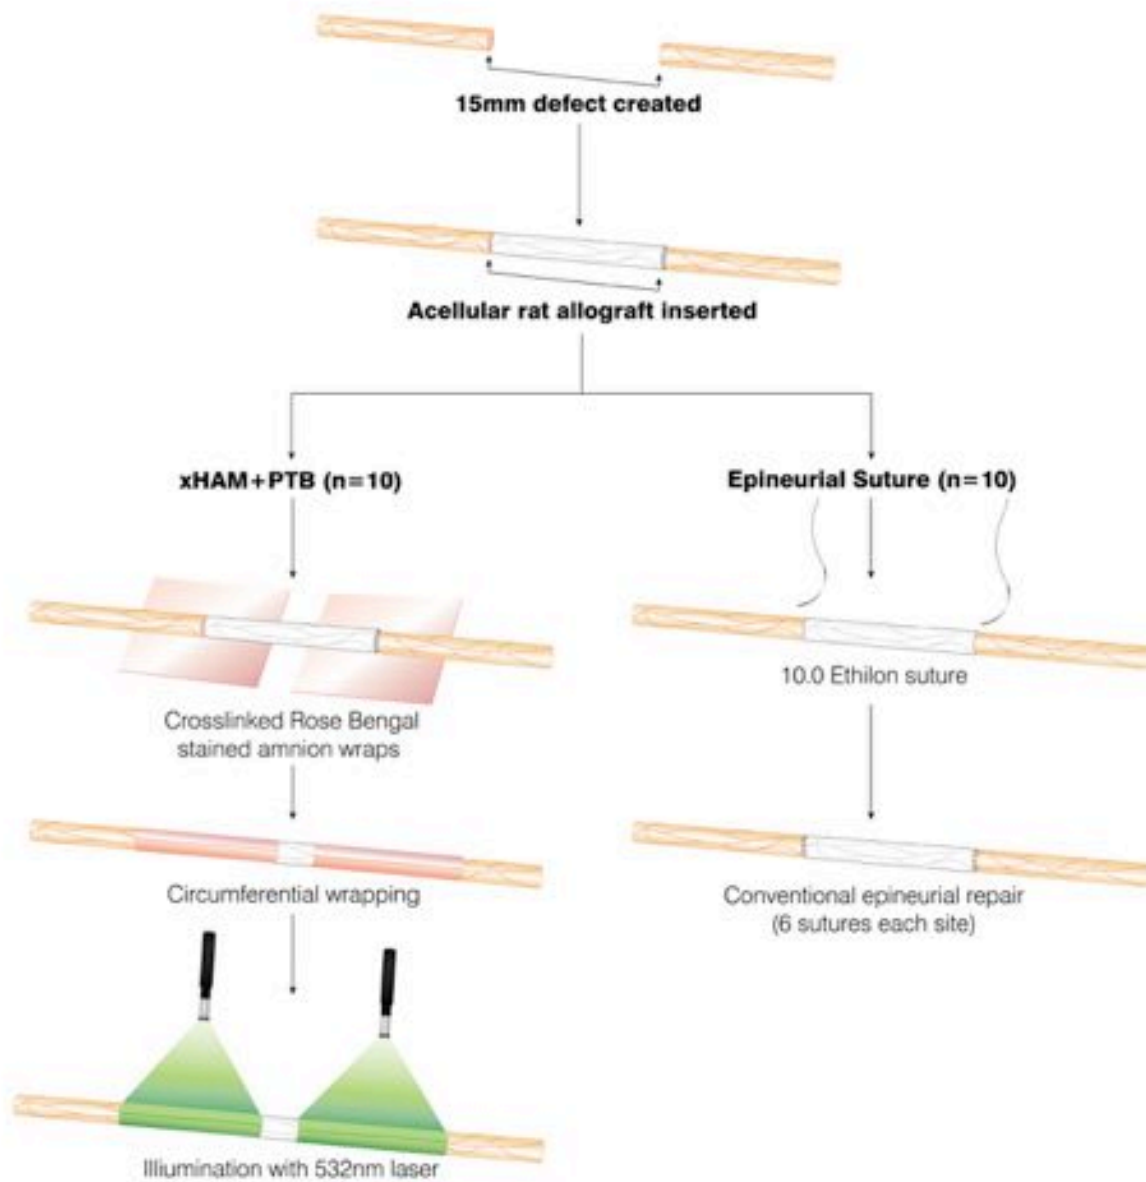 15mm defect created
Acellular rat allograft inserted
xHAM+PTB (n=10)
Epineurial Suture (n=10)
Crosslinked Rose Bengal
stained amnion wraps
10.0 Ethilon suture
Circumferential wrapping
Conventional epineurial repair
(6 sutures each site)
Illumination with 532nm laser